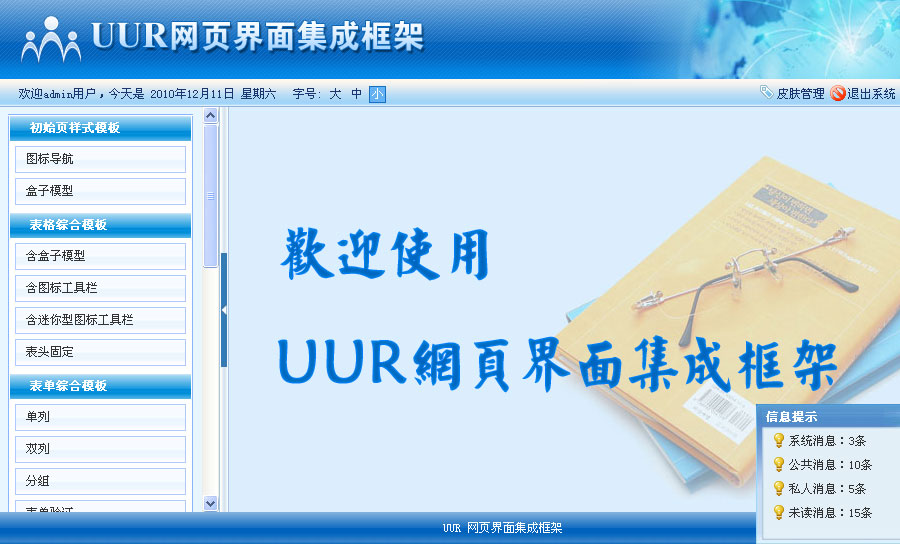 UUR网页界面集成框架
欢迎admin用户，今天是 2010年12月11日 星期六 字号: 大 中 小
皮肤管理 退出系统
初始页样式模板
图标导航
盒子模型
表格综合模板
含盒子模型
含图标工具栏
含迷你型图标工具栏
表头固定
表单综合模板
单列
双列
分组
表单验证
歡迎使用
UUR網頁界面集成框架
信息提示
系统消息：3条
公共消息：10条
私人消息：5条
未读消息：15条
UUR 网页界面集成框架